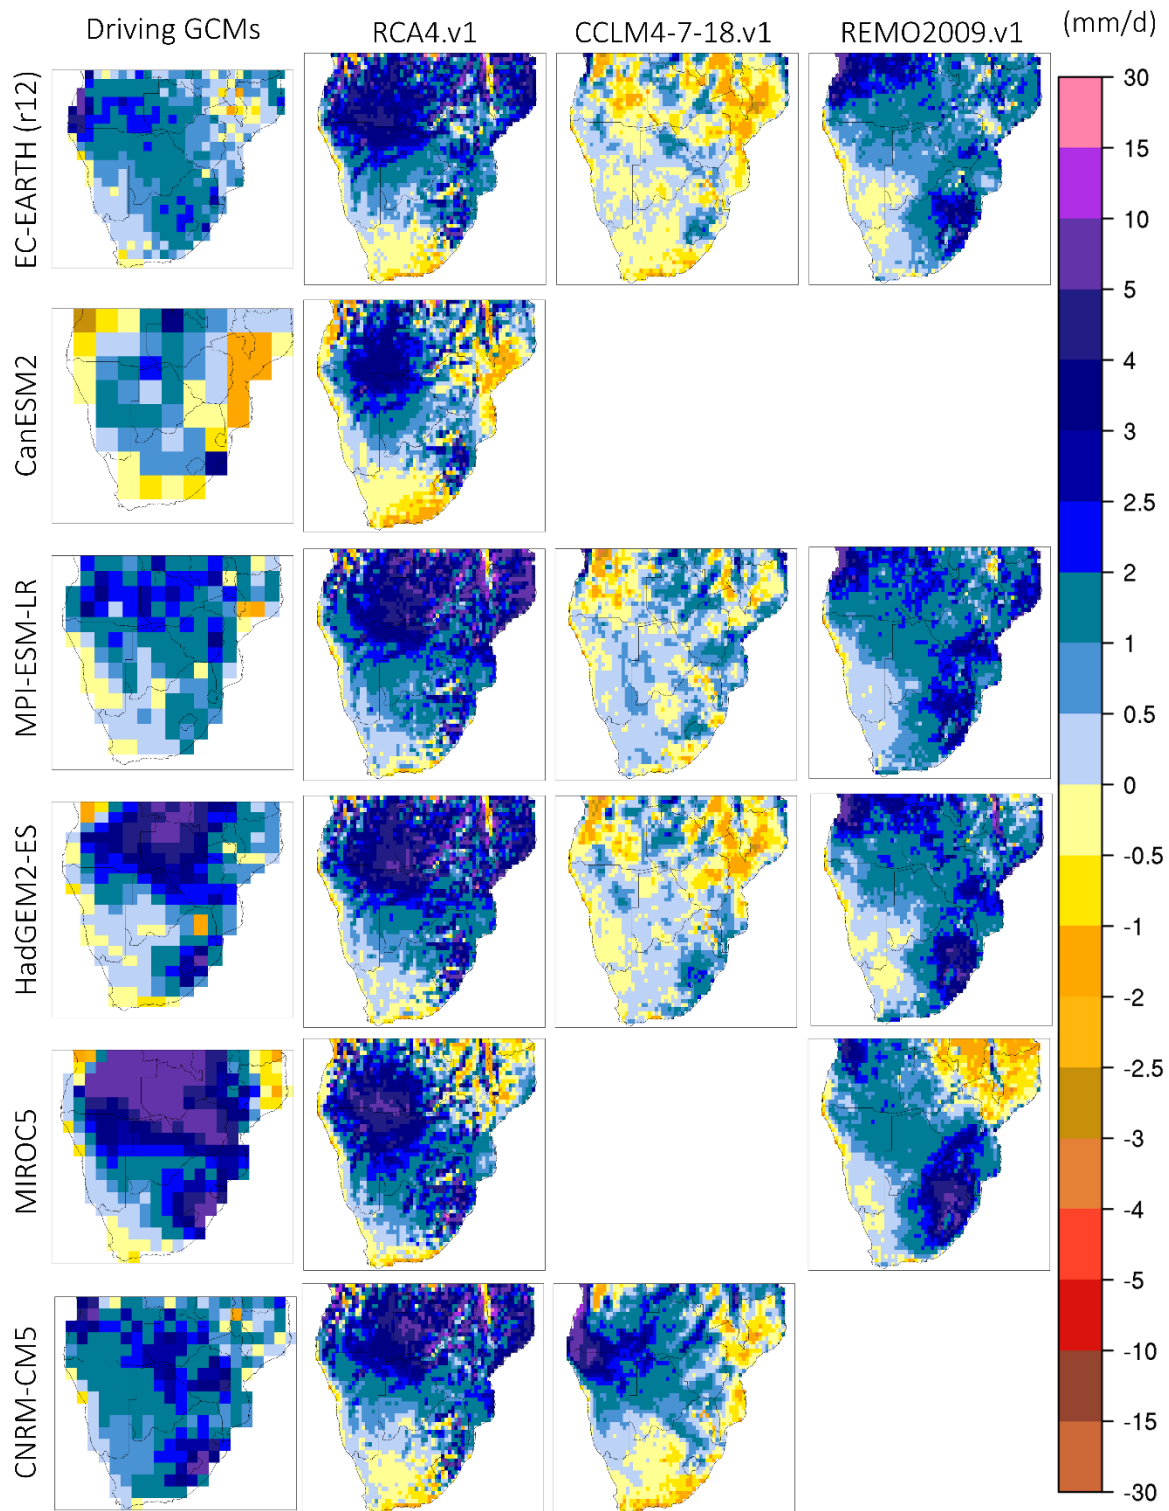 Driving GCMs
RCA4.v1
CCLM4-7-18.v1
REMO2009.v1
(mm/d)
EC-EARTH (r12)
CanESM2
MPI-ESM-LR
HadGEM2-ES
MIROC5
CNRM-CM5
30
15
10
5
4
3
2.5
2
1
0.5
0
-0.5
-1
-2
-2.5
-3
-4
-5
-10
-15
-30